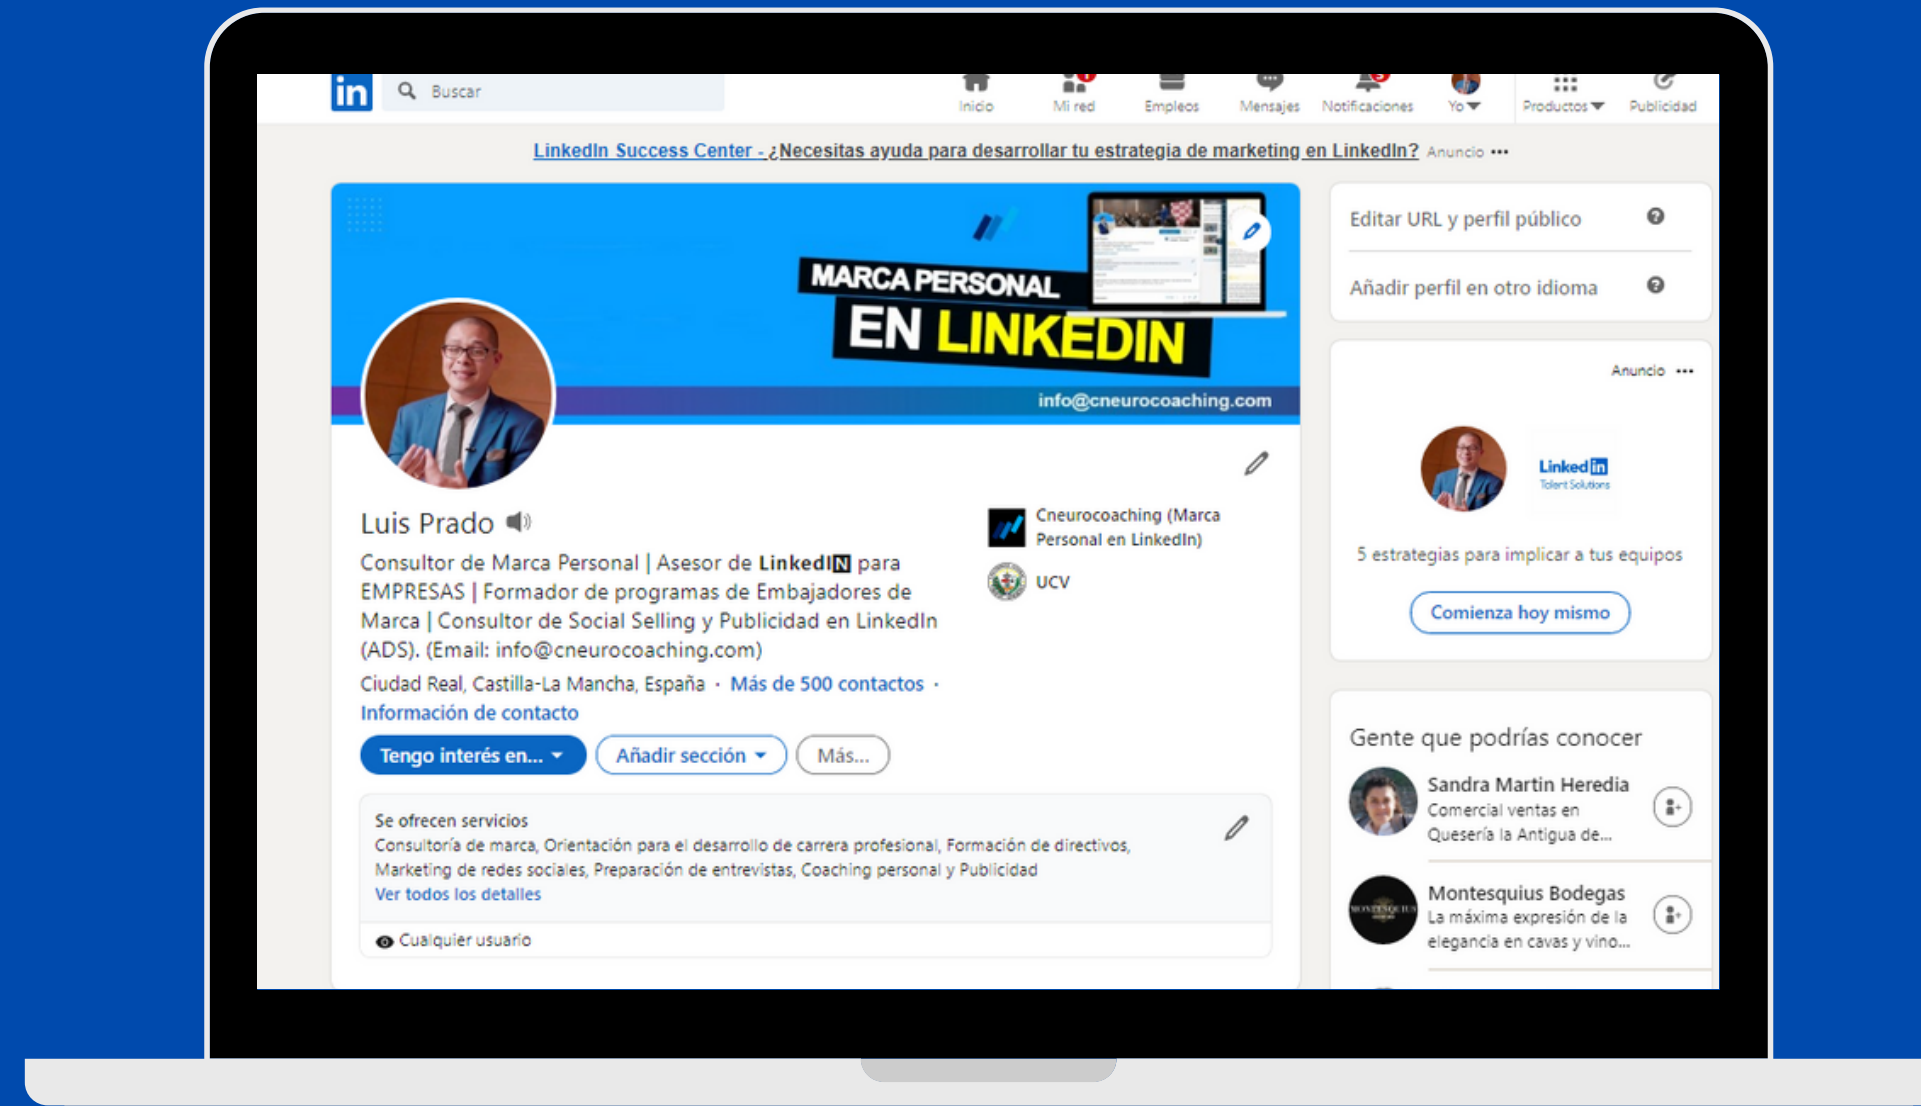 in
Buscar
Inicio
Mi red
Empleos
Mensajes
Notificaciones
Yo
Productos
Publicidad
LinkedIn Success Center - ¿Necesitas ayuda para desarrollar tu estrategia de marketing en LinkedIn? Anuncio
MARCA PERSONAL
EN LINKEDIN
info@cneurocoaching.com
Luis Prado
Consultor de Marca Personal | Asesor de LinkedIN para
EMPRESAS | Formador de programas de Embajadores de
Marca | Consultor de Social Selling y Publicidad en LinkedIn
(ADS). (Email: info@cneurocoaching.com)
Ciudad Real, Castilla-La Mancha, España · Más de 500 contactos ·
Información de contacto
Cneurocoaching (Marca
Personal en LinkedIn)
UCV
Tengo interés en...
Añadir sección
Más...
Se ofrecen servicios
Consultoría de marca, Orientación para el desarrollo de carrera profesional, Formación de directivos,
Marketing de redes sociales, Preparación de entrevistas, Coaching personal y Publicidad
Ver todos los detalles
Cualquier usuario
Editar URL y perfil público
Añadir perfil en otro idioma
Anuncio
Linked in
Talent Solutions
5 estrategias para implicar a tus equipos
Comienza hoy mismo
Gente que podrías conocer
Sandra Martin Heredia
Comercial ventas en
Quesería la Antigua de...
MONTESQUIUS
Montesquius Bodegas
La máxima expresión de la
elegancia en cavas y vino...